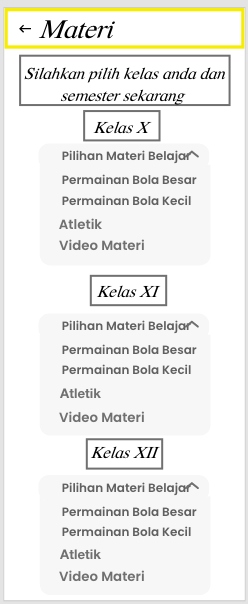 Materi
Silahkan pilih kelas anda dan
semester sekarang
Kelas X
Pilihan Materi Belajar
Permainan Bola Besar
Permainan Bola Kecil
Atletik
Video Materi
Kelas XI
Pilihan Materi Belajar
Permainan Bola Besar
Permainan Bola Kecil
Atletik
Video Materi
Kelas XII
Pilihan Materi Belajar
Permainan Bola Besar
Permainan Bola Kecil
Atletik
Video Materi